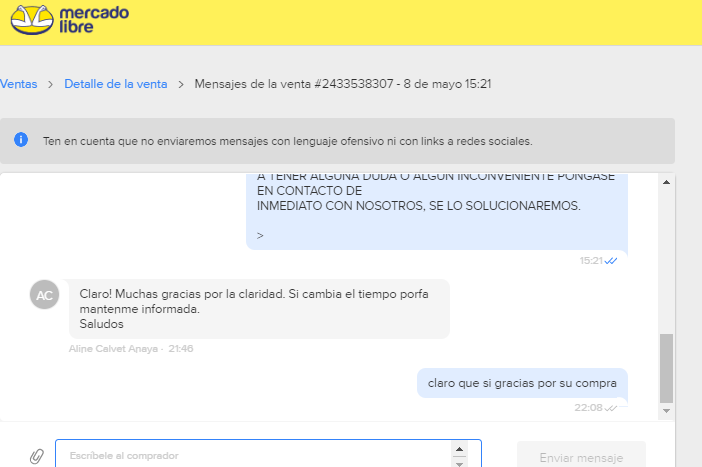 mercado
libre
Ventas > Detalle de la venta > Mensajes de la venta #2433538307 - 8 de mayo 15:21
Ten en cuenta que no enviaremos mensajes con lenguaje ofensivo ni con links a redes sociales.
A TENER ALGUNA DUDA O ALGUN INCONVENIENTE PONGASE
EN CONTACTO DE
INMEDIATO CON NOSOTROS, SE LO SOLUCIONAREMOS.
>
15:21
AC
Claro! Muchas gracias por la claridad. Si cambia el tiempo porfa
mantenme informada.
Saludos
Aline Calvet Anaya · 21:46
claro que si gracias por su compra
22:08
Escríbele al comprador
Enviar mensaje